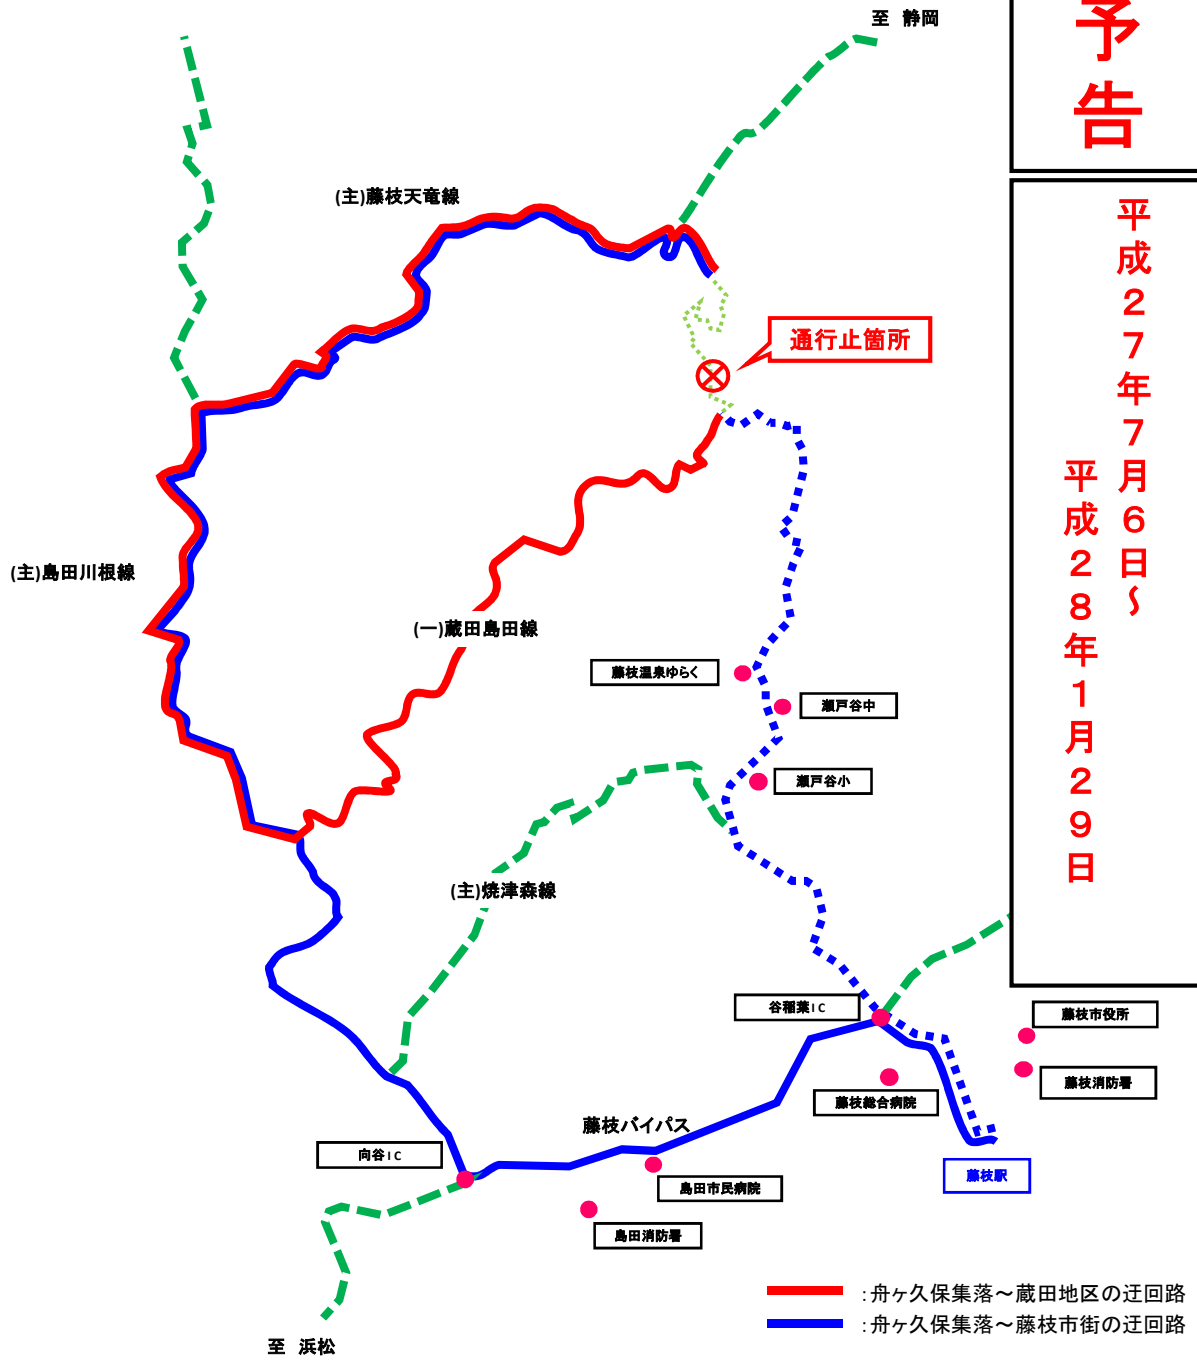 至 静岡
予告
(主)藤枝天竜線
平成27年7月6日～
平成28年1月29日
通行止箇所
(主)島田川根線
(一)蔵田島田線
藤枝温泉ゆらく
瀬戸谷中
瀬戸谷小
(主)焼津森線
谷稲葉IC
藤枝市役所
藤枝消防署
藤枝総合病院
藤枝バイパス
向谷IC
藤枝駅
島田市民病院
島田消防署
:舟ヶ久保集落～蔵田地区の迂回路
:舟ヶ久保集落～藤枝市街の迂回路
至 浜松